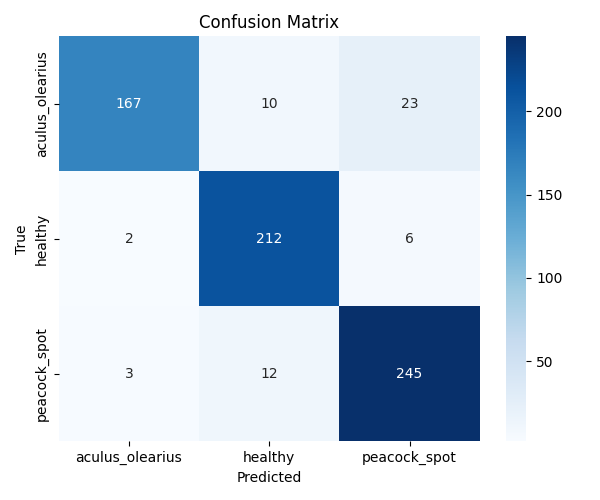 Confusion Matrix
True
aculus_olearius
167 10 23
healthy
2 212 6
peacock_spot
3 12 245
aculus_olearius healthy peacock_spot
Predicted
200
150
100
50